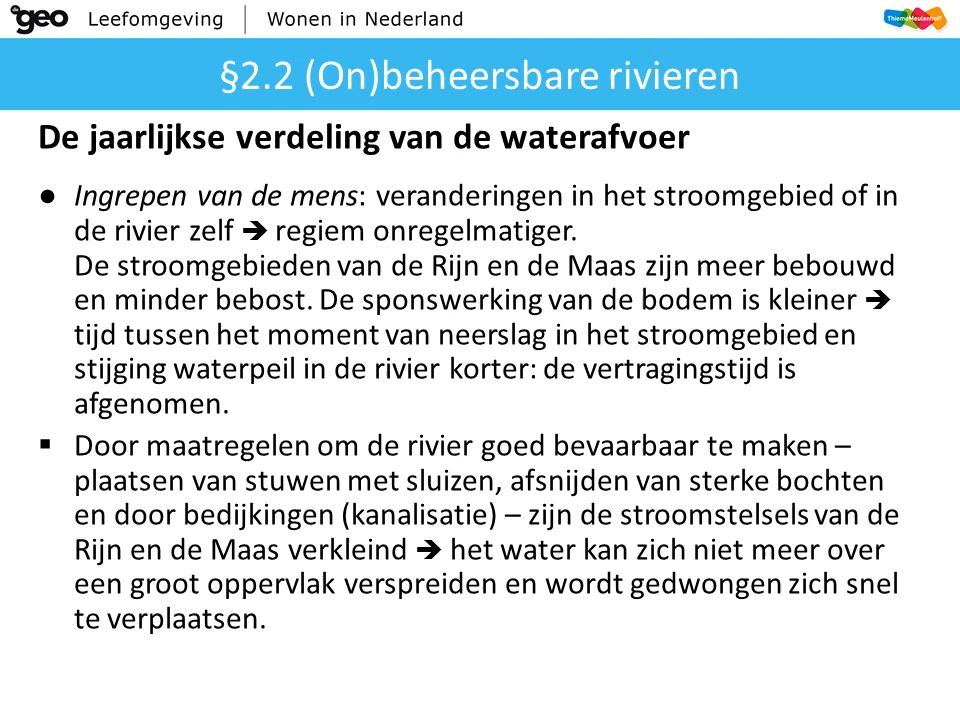 de geo Leefomgeving | Wonen in Nederland ThiemeMeulenhoff
§2.2 (On)beheersbare rivieren
De jaarlijkse verdeling van de waterafvoer
● Ingrepen van de mens: veranderingen in het stroomgebied of in
de rivier zelf 🡺 regiem onregelmatiger.
De stroomgebieden van de Rijn en de Maas zijn meer bebouwd
en minder bebost. De sponswerking van de bodem is kleiner 🡺
tijd tussen het moment van neerslag in het stroomgebied en
stijging waterpeil in de rivier korter: de vertragingstijd is
afgenomen.
▪ Door maatregelen om de rivier goed bevaarbaar te maken –
plaatsen van stuwen met sluizen, afsnijden van sterke bochten
en door bedijkingen (kanalisatie) – zijn de stroomstelsels van de
Rijn en de Maas verkleind 🡺 het water kan zich niet meer over
een groot oppervlak verspreiden en wordt gedwongen zich snel
te verplaatsen.